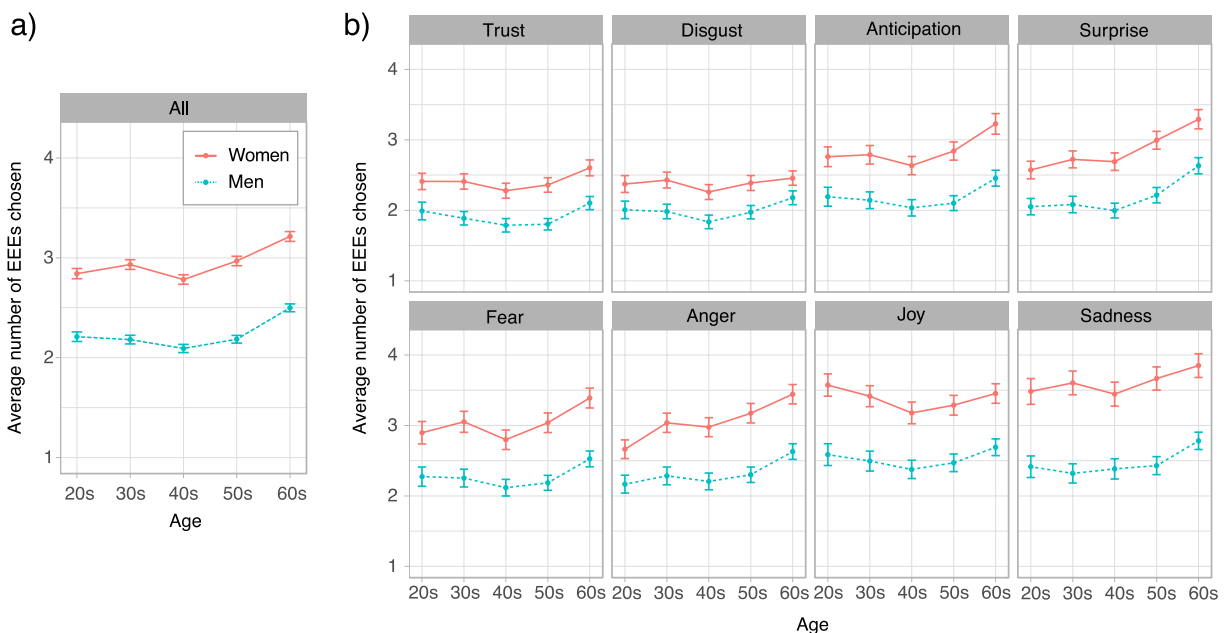 a)
All
Women
Men
Average number of EEEs chosen
4
3
2
1
20s 30s 40s 50s 60s
Age
b)
Trust Disgust Anticipation Surprise
Average number of EEEs chosen
4
3
2
1
Fear Anger Joy Sadness
4
3
2
1
20s 30s 40s 50s 60s 20s 30s 40s 50s 60s 20s 30s 40s 50s 60s 20s 30s 40s 50s 60s
Age